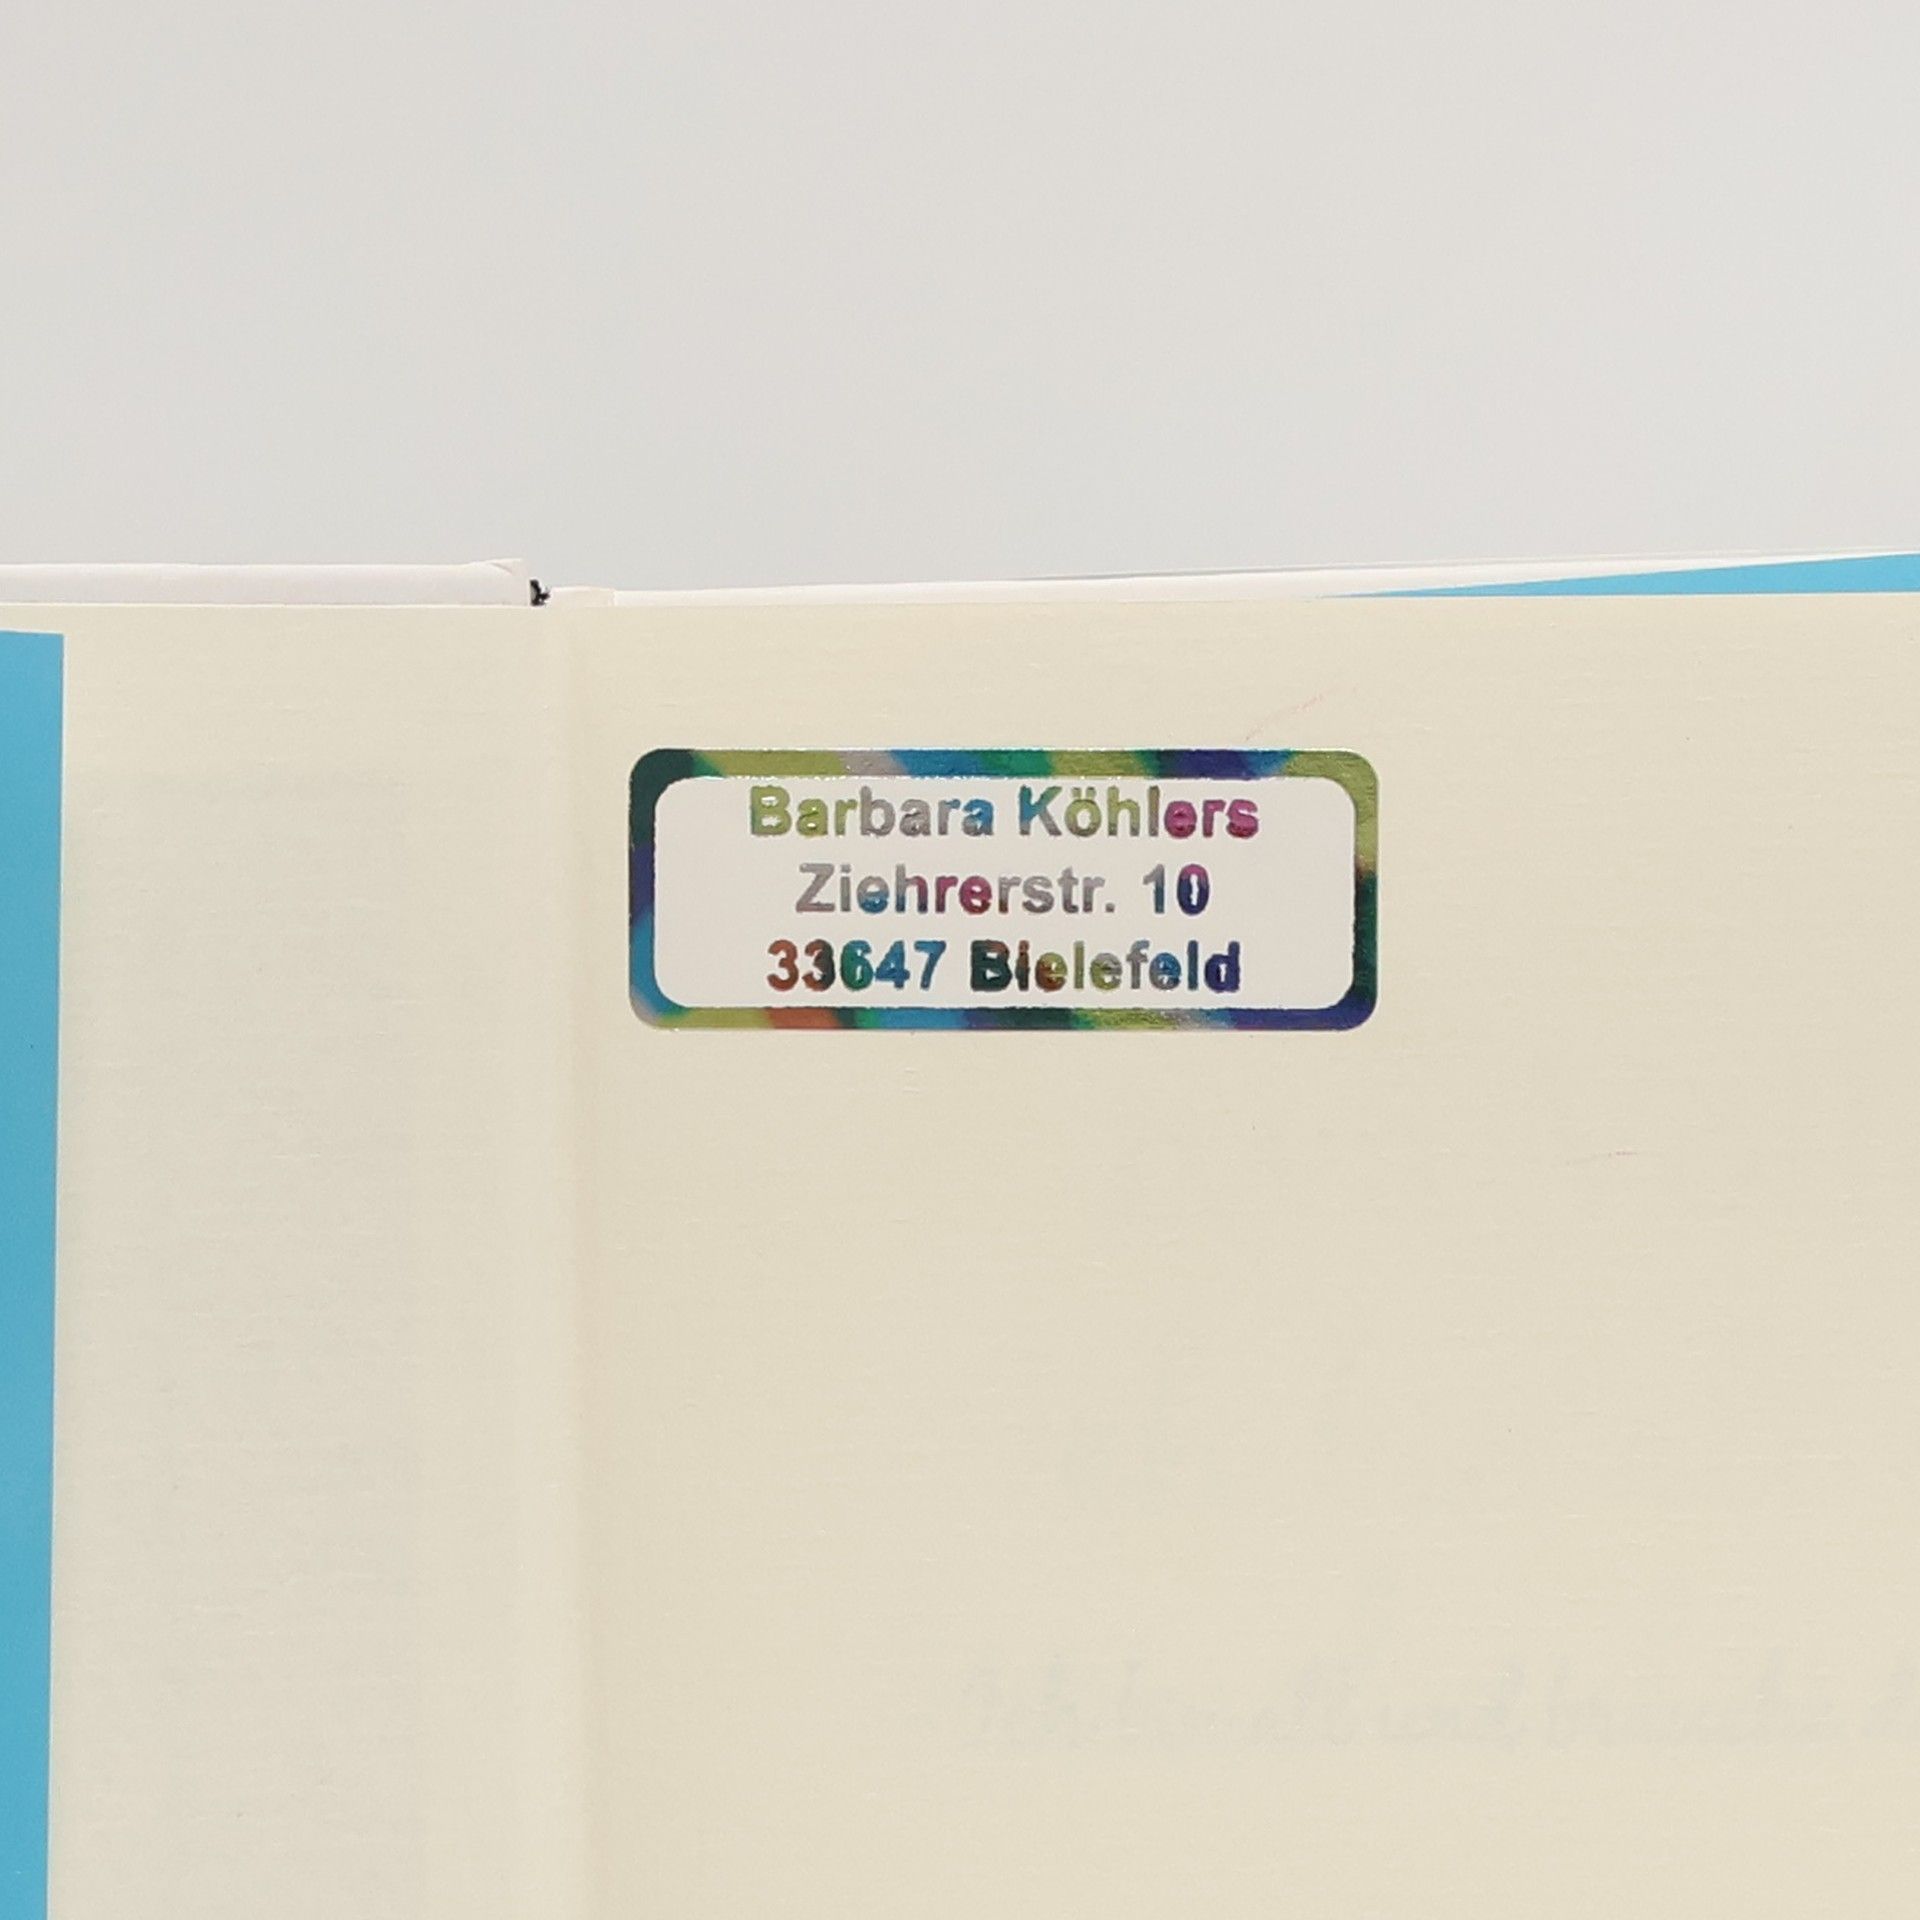 Barbara Köhlers
Ziehrerstr. 10
33647 Bielefeld